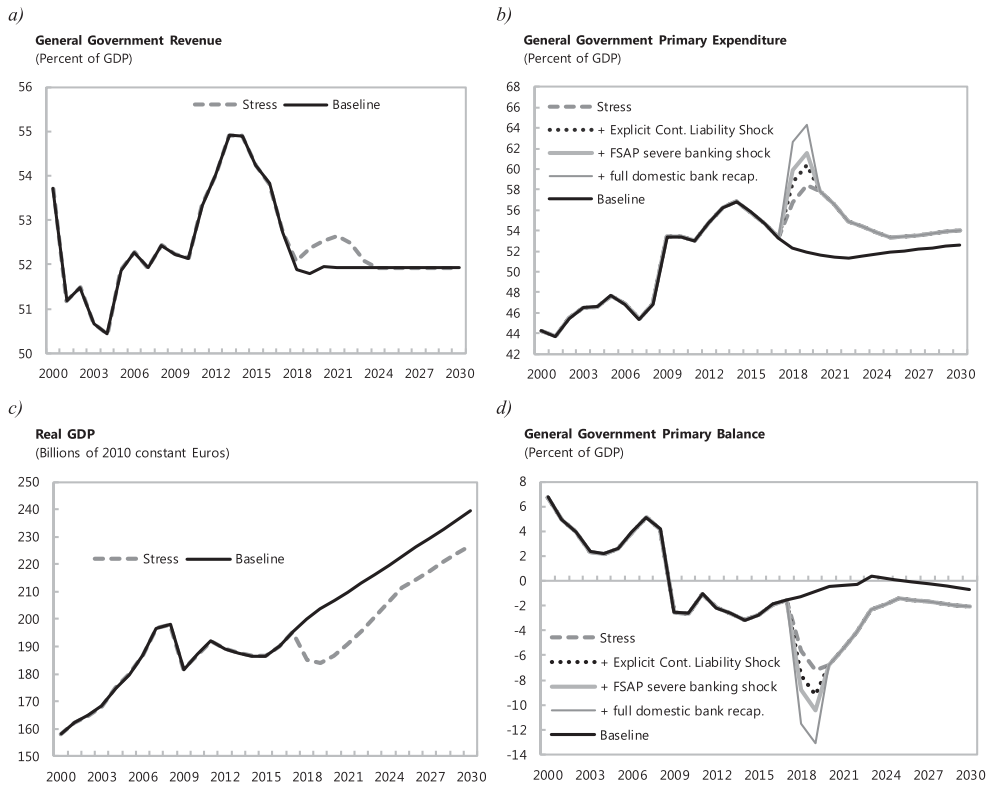 a)
General Government Revenue
(Percent of GDP)
56
55
54
53
52
51
50
Stress
Baseline
2000 2003 2006 2009 2012 2015 2018 2021 2024 2027 2030
b)
General Government Primary Expenditure
(Percent of GDP)
68
66
64
62
60
58
56
54
52
50
48
46
44
42
Stress
+ Explicit Cont. Liability Shock
+ FSAP severe banking shock
+ full domestic bank recap.
Baseline
2000 2003 2006 2009 2012 2015 2018 2021 2024 2027 2030
c)
Real GDP
(Billions of 2010 constant Euros)
250
240
230
220
210
200
190
180
170
160
150
Stress
Baseline
2000 2003 2006 2009 2012 2015 2018 2021 2024 2027 2030
d)
General Government Primary Balance
(Percent of GDP)
8
6
4
2
0
-2
-4
-6
-8
-10
-12
-14
Stress
+ Explicit Cont. Liability Shock
+ FSAP severe banking shock
+ full domestic bank recap.
Baseline
2000 2003 2006 2009 2012 2015 2018 2021 2024 2027 2030